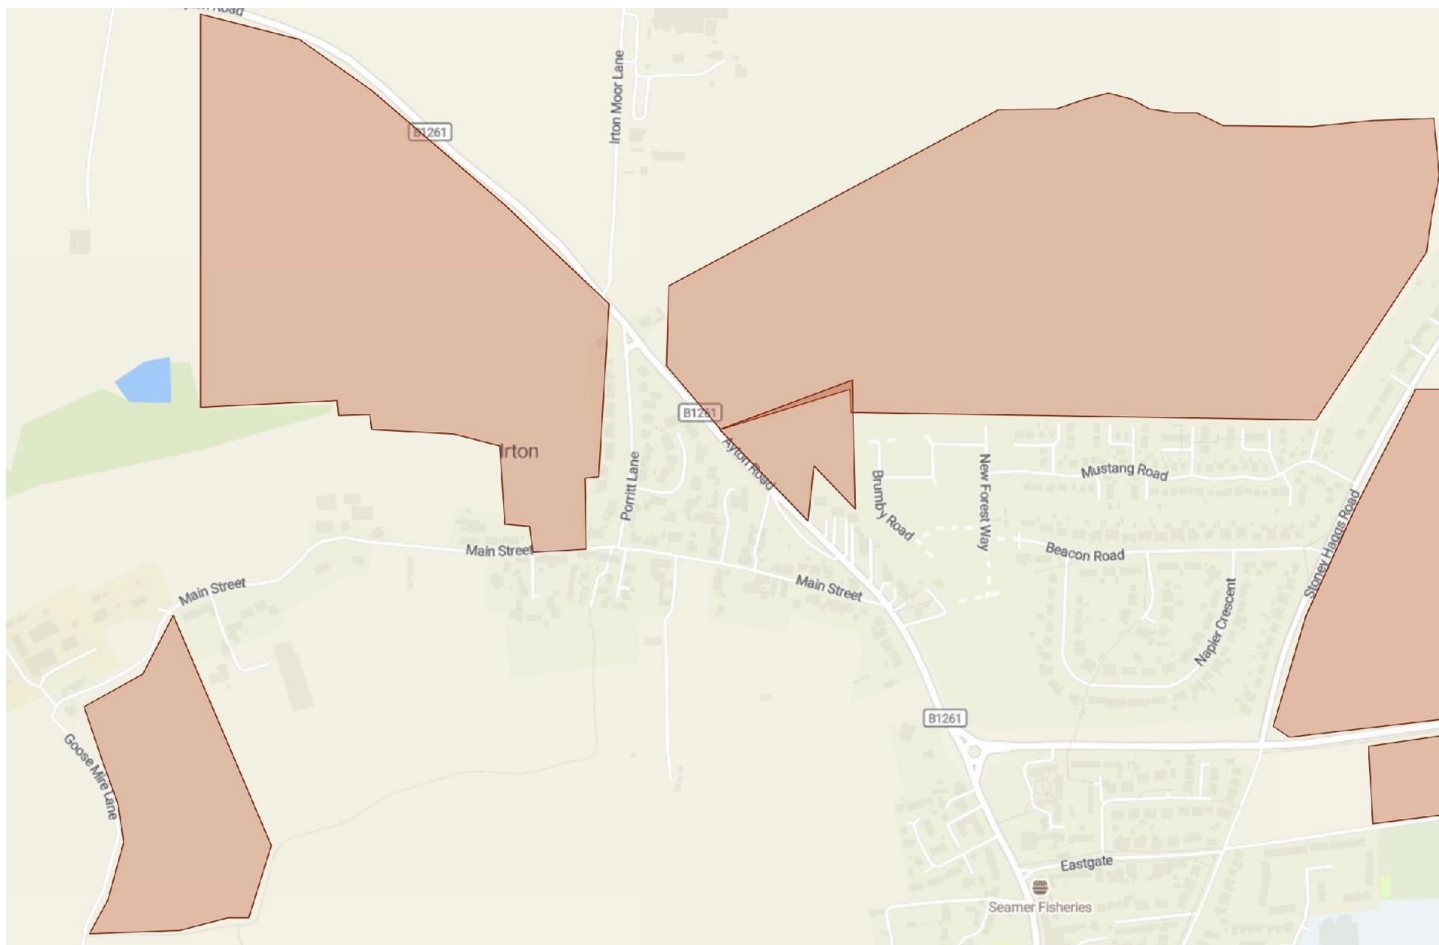 Irton Moor Lane
B1261
B1261
Irton
Ayton Road
Porritt Lane
Brumby Road
New Forest Way
Mustang Road
Main Street
Beacon Road
Stoney Haggs Road
Main Street
Main Street
Napier Crescent
B1261
Goose Mire Lane
Eastgate
Seamer Fisheries